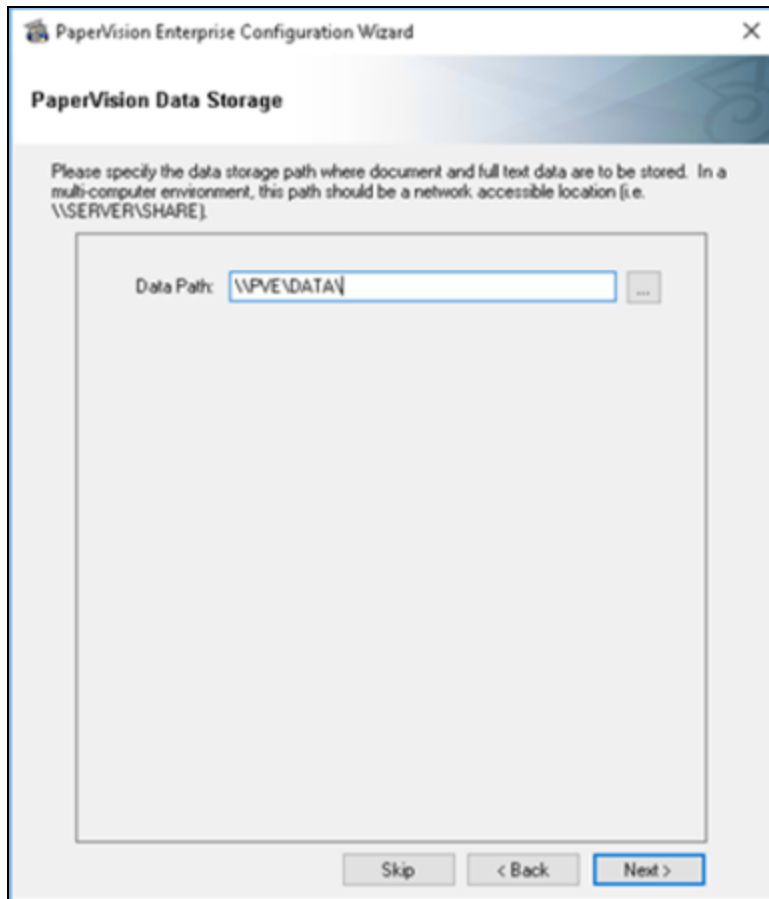 PaperVision Enterprise Configuration Wizard
PaperVision Data Storage
Please specify the data storage path where document and full text data are to be stored. In a
multi-computer environment, this path should be a network accessible location (i.e.
\\SERVER\SHARE).
Data Path: \\PVE\DATA\
...
Skip < Back Next >